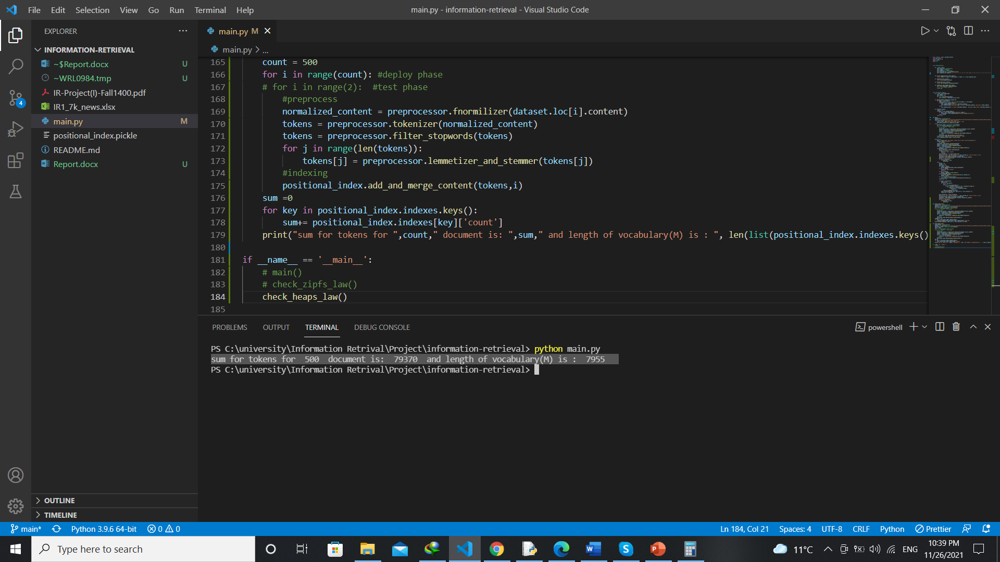 File Edit Selection View Go Run Terminal Help
main.py - information-retrieval - Visual Studio Code
EXPLORER
INFORMATION-RETRIEVAL
~$Report.docx U
~WRL0984.tmp U
IR-Project(I)-Fall1400.pdf
IR1_7k_news.xlsx
main.py M
positional_index.pickle
README.md
Report.docx U
OUTLINE
TIMELINE
4
main.py M
main.py > ...
165 count = 500
166 for i in range(count): #deploy phase
167 # for i in range(2):  #test phase
168 #preprocess
169 normalized_content = preprocessor.fnormilizer(dataset.loc[i].content)
170 tokens = preprocessor.tokenizer(normalized_content)
171 tokens = preprocessor.filter_stopwords(tokens)
172 for j in range(len(tokens)):
173 tokens[j] = preprocessor.lemmetizer_and_stemmer(tokens[j])
174 #indexing
175 positional_index.add_and_merge_content(tokens,i)
176 sum =0
177 for key in positional_index.indexes.keys():
178 sum+= positional_index.indexes[key]['count']
179 print("sum for tokens for ",count," document is: ",sum," and length of vocabulary(M) is : ", len(list(positional_index.indexes.keys()
180
181 if __name__ == '__main__':
182 # main()
183 # check_zipfs_law()
184 check_heaps_law()
185
PROBLEMS OUTPUT TERMINAL DEBUG CONSOLE
powershell
PS C:\university\Information Retrival\Project\information-retrieval> python main.py
sum for tokens for  500  document is:  79370  and length of vocabulary(M) is :  7955
PS C:\university\Information Retrival\Project\information-retrieval>
main* Python 3.9.6 64-bit 0 0
Ln 184, Col 21 Spaces: 4 UTF-8 CRLF Python Prettier
Type here to search
11°C ENG
10:39 PM
11/26/2021